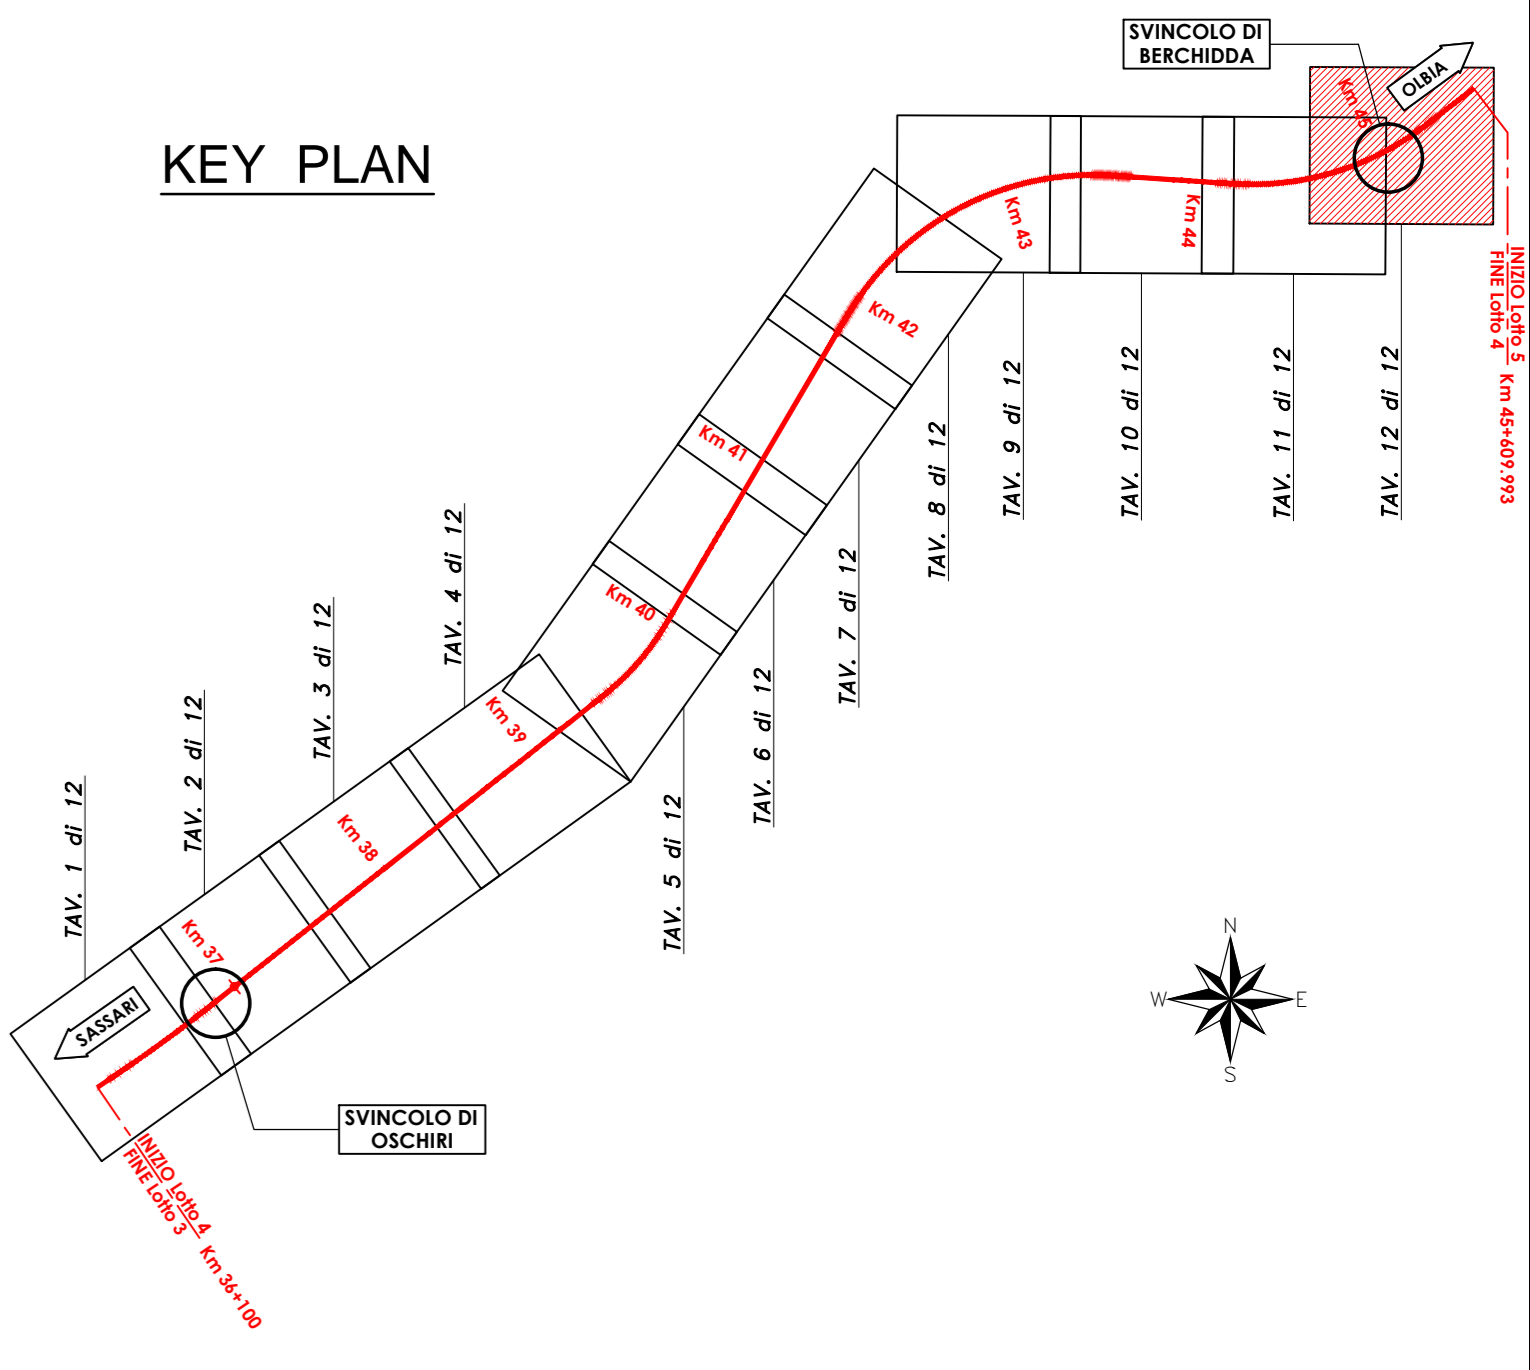 KEY PLAN
SVINCOLO DI
BERCHIDDA
OLBIA
Km 45
Km 44
Km 43
Km 42
Km 41
Km 40
Km 39
Km 38
Km 37
INIZIO Lotto 5
FINE Lotto 4
Km 45+609.993
TAV. 1 di 12
TAV. 2 di 12
TAV. 3 di 12
TAV. 4 di 12
TAV. 5 di 12
TAV. 6 di 12
TAV. 7 di 12
TAV. 8 di 12
TAV. 9 di 12
TAV. 10 di 12
TAV. 11 di 12
TAV. 12 di 12
SASSARI
SVINCOLO DI
OSCHIRI
INIZIO Lotto 4
FINE Lotto 3
Km 36+100
N
W
E
S